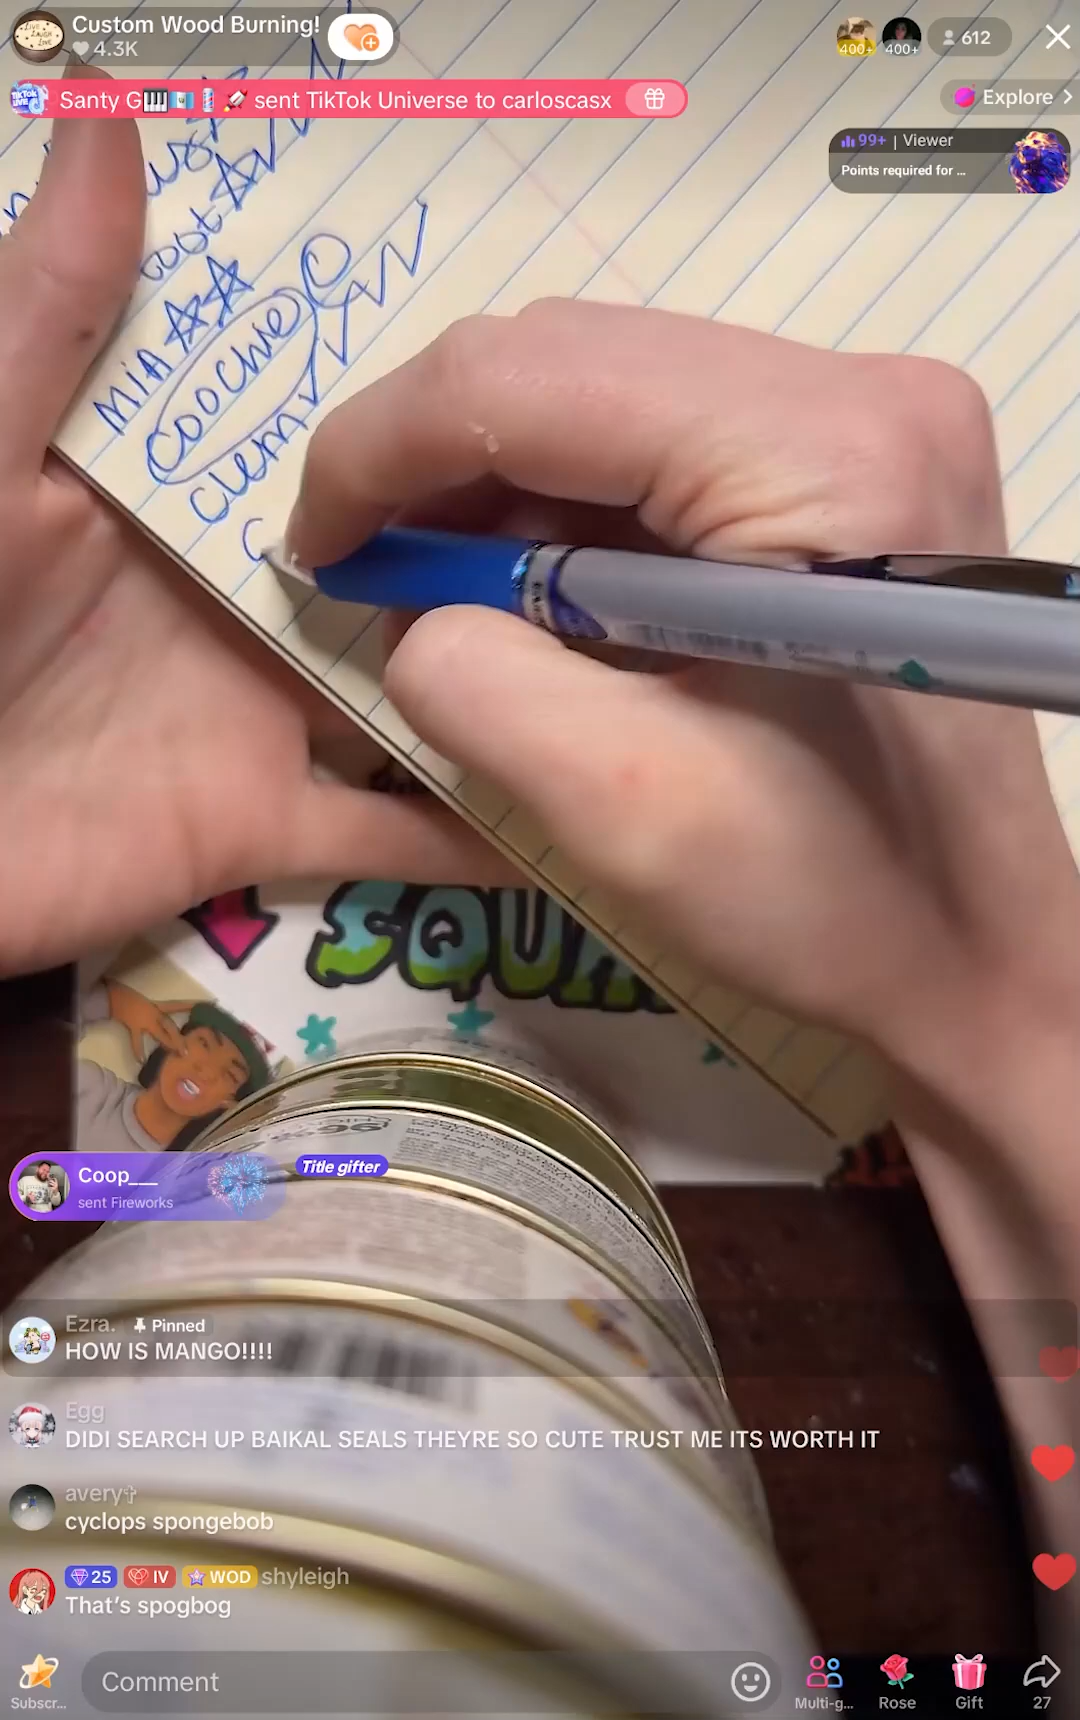 Custom Wood Burning!
4.3K
400+
400+
612
Santy G sent TikTok Universe to carloscasx
Explore
99+ | Viewer
Points required for ...
MIA
COOCHIE
Clem
C
SQU
Coop___
sent Fireworks
Title gifter
Ezra. Pinned
HOW IS MANGO!!!!
Egg
DIDI SEARCH UP BAIKAL SEALS THEYRE SO CUTE TRUST ME ITS WORTH IT
avery✞
cyclops spongebob
25 IV WOD shyleigh
That's spogbog
Comment
Subscr...
Multi-g...
Rose
Gift
27